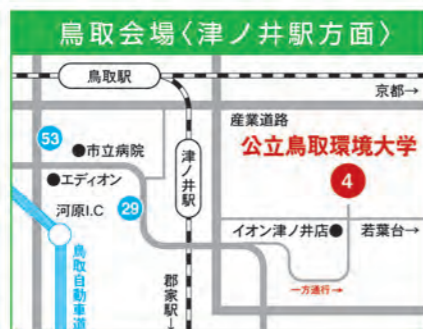 鳥取会場〈津ノ井駅方面〉
鳥取駅
京都→
産業道路
公立鳥取環境大学
4
53
●市立病院
津ノ井駅
●エディオン
29
河原I.C
イオン津ノ井店●
若葉台→
鳥取自動車道
一方通行→
郡家駅→